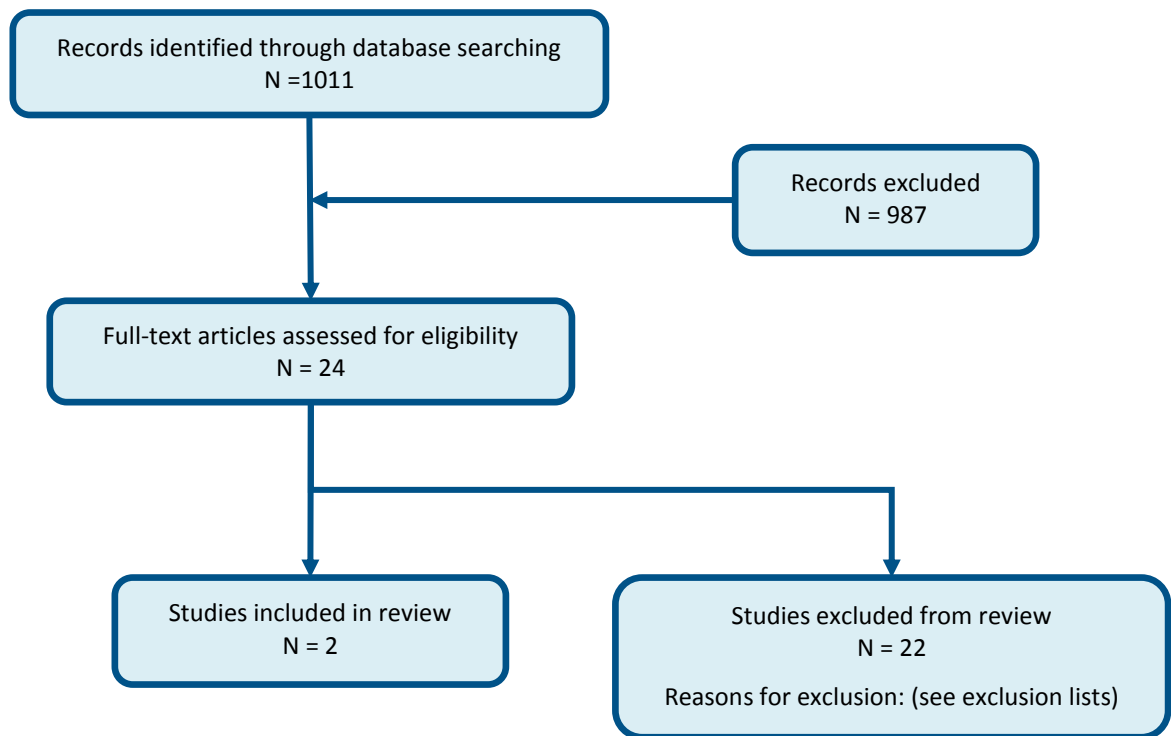 Records identified through database searching
N =1011
Records excluded
N = 987
Full-text articles assessed for eligibility
N = 24
Studies included in review
N = 2
Studies excluded from review
N = 22
Reasons for exclusion: (see exclusion lists)